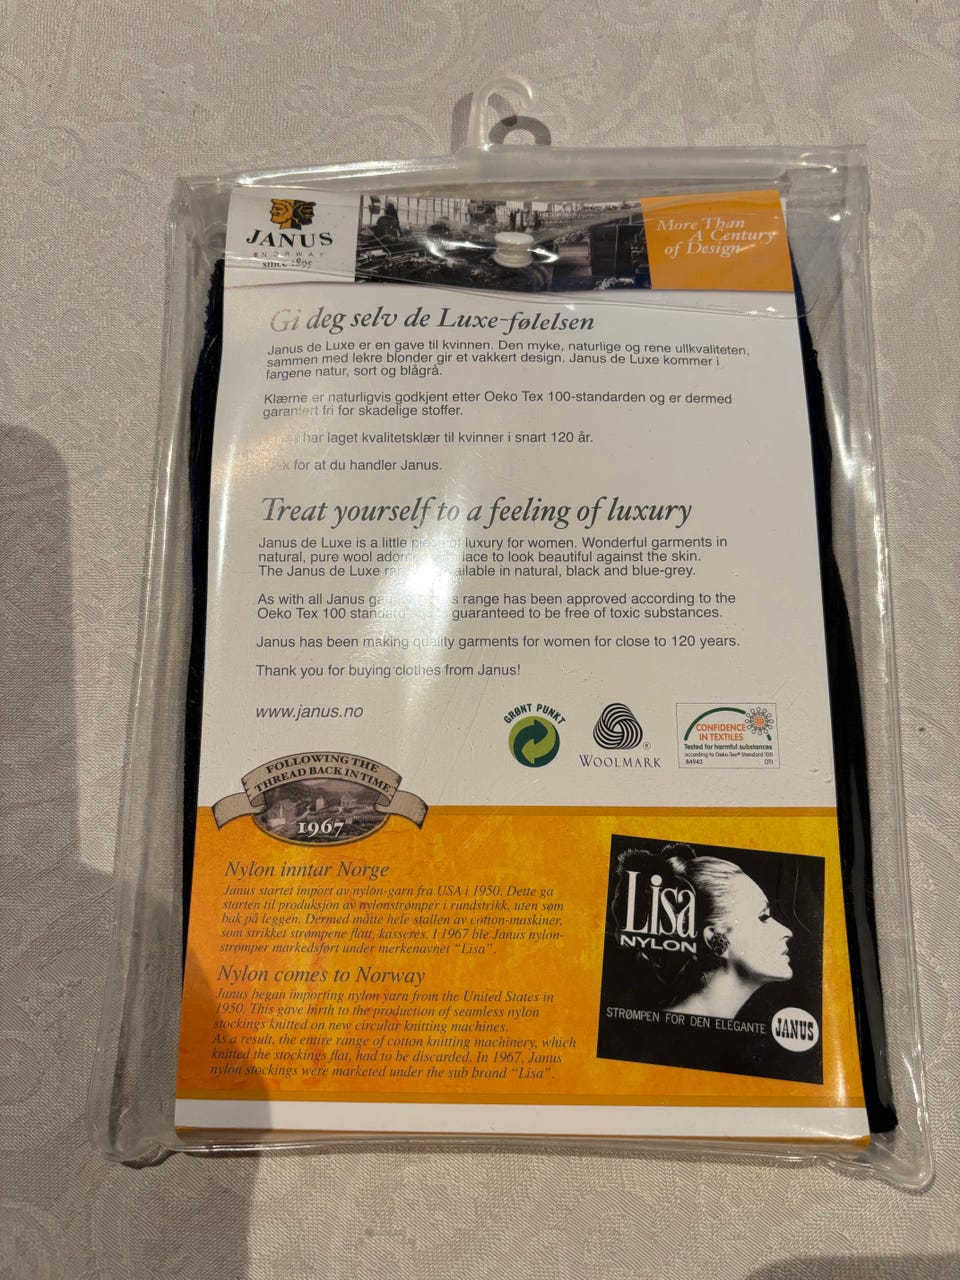 JANUS
NORWAY
since 1895
More Than
A Century
of Design
Gi deg selv de Luxe-følelsen
Janus de Luxe er en gave til kvinnen. Den myke, naturlige og rene ullkvaliteten,
sammen med lekre blonder gir et vakkert design. Janus de Luxe kommer i
fargene natur, sort og blågrå.
Klærne er naturligvis godkjent etter Oeko Tex 100-standarden og er dermed
garantert fri for skadelige stoffer.
har laget kvalitetsklær til kvinner i snart 120 år.
for at du handler Janus.
Treat yourself to a feeling of luxury
Janus de Luxe is a little piece of luxury for women. Wonderful garments in
natural, pure wool lace to look beautiful against the skin.
The Janus de Luxe available in natural, black and blue-grey.
As with all Janus range has been approved according to the
Oeko Tex 100 standard guaranteed to be free of toxic substances.
Janus has been making quality garments for women for close to 120 years.
Thank you for buying clothes from Janus!
www.janus.no
GRØNT PUNKT
WOOLMARK
®
CONFIDENCE
IN TEXTILES
Tested for harmful substances
according to Oeko-Tex® Standard 100
84943 OTI
FOLLOWING THE
THREAD BACK IN TIME
1967
Nylon inntar Norge
Janus startet import av nylon-garn fra USA i 1950. Dette ga
starten til produksjon av nylonstrømper i rundstrikk, uten søm
bak på leggen. Dermed måtte hele stallen av cotton-maskiner,
som strikket strømpene flatt, kasseres. I 1967 ble Janus nylon-
strømper markedsført under merkenavnet "Lisa".
Nylon comes to Norway
Janus began importing nylon yarn from the United States in
1950. This gave birth to the production of seamless nylon
stockings knitted on new circular knitting machines.
As a result, the entire range of cotton knitting machinery, which
knitted the stockings flat, had to be discarded. In 1967, Janus
nylon stockings were marketed under the sub brand "Lisa".
Lisa
NYLON
STRØMPEN FOR DEN ELEGANTE
JANUS